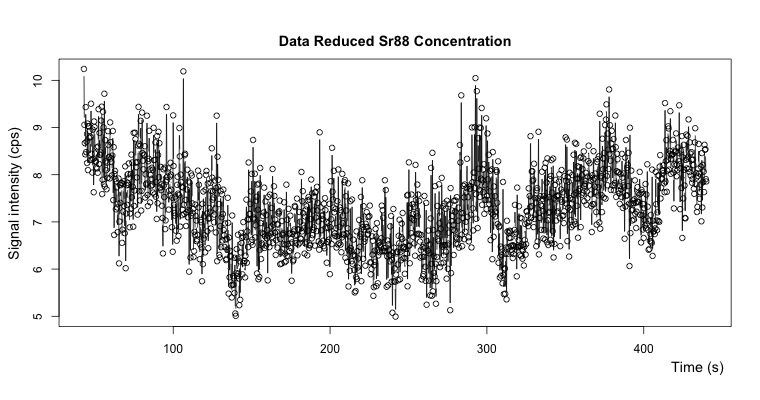 Data Reduced Sr88 Concentration
Signal intensity (cps)
10
9
8
7
6
5
100 200 300 400
Time (s)